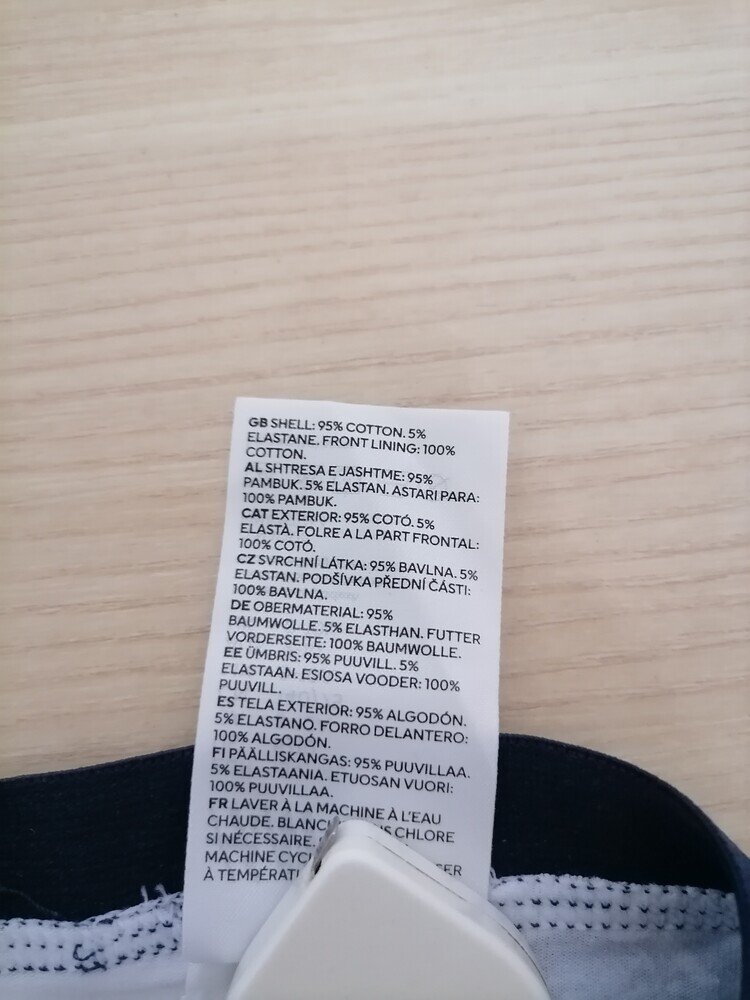 GB SHELL: 95% COTTON. 5%
ELASTANE. FRONT LINING: 100%
COTTON.
AL SHTRESA E JASHTME: 95%
PAMBUK. 5% ELASTAN. ASTARI PARA:
100% PAMBUK.
CAT EXTERIOR: 95% COTÓ. 5%
ELASTÀ. FOLRE A LA PART FRONTAL:
100% COTÓ.
CZ SVRCHNÍ LÁTKA: 95% BAVLNA. 5%
ELASTAN. PODŠÍVKA PŘEDNÍ ČÁSTI:
100% BAVLNA.
DE OBERMATERIAL: 95%
BAUMWOLLE. 5% ELASTHAN. FUTTER
VORDERSEITE: 100% BAUMWOLLE.
EE ÜMBRIS: 95% PUUVILL. 5%
ELASTAAN. ESIOSA VOODER: 100%
PUUVILL.
ES TELA EXTERIOR: 95% ALGODÓN.
5% ELASTANO. FORRO DELANTERO:
100% ALGODÓN.
FI PÄÄLLISKANGAS: 95% PUUVILLAA.
5% ELASTAANIA. ETUOSAN VUORI:
100% PUUVILLAA.
FR LAVER À LA MACHINE À L'EAU
CHAUDE. CHLORE
SI NÉCESSAIRE.
MACHINE
À